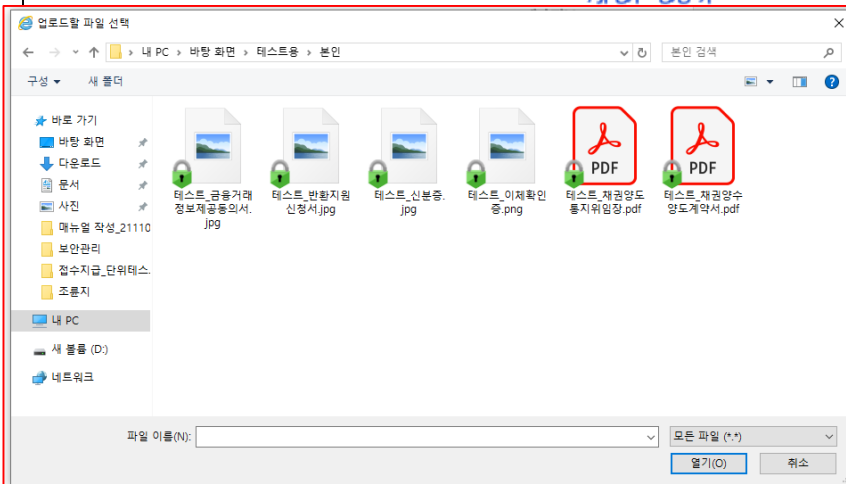 업로드할 파일 선택
내 PC > 바탕 화면 > 테스트용 > 본인
본인 검색
구성
새 폴더
바로 가기
바탕 화면
다운로드
문서
사진
매뉴얼 작성_21110
보안관리
접수지급_단위테스
조륜지
내 PC
새 볼륨 (D:)
네트워크
테스트_금융거래
정보제공동의서.
jpg
테스트_반환지원
신청서.jpg
테스트_신분증.
jpg
테스트_이체확인
증.png
PDF
테스트_채권양도
통지위임장.pdf
PDF
테스트_채권양수
양도계약서.pdf
파일 이름(N):
모든 파일 (*.*)
열기(O)
취소